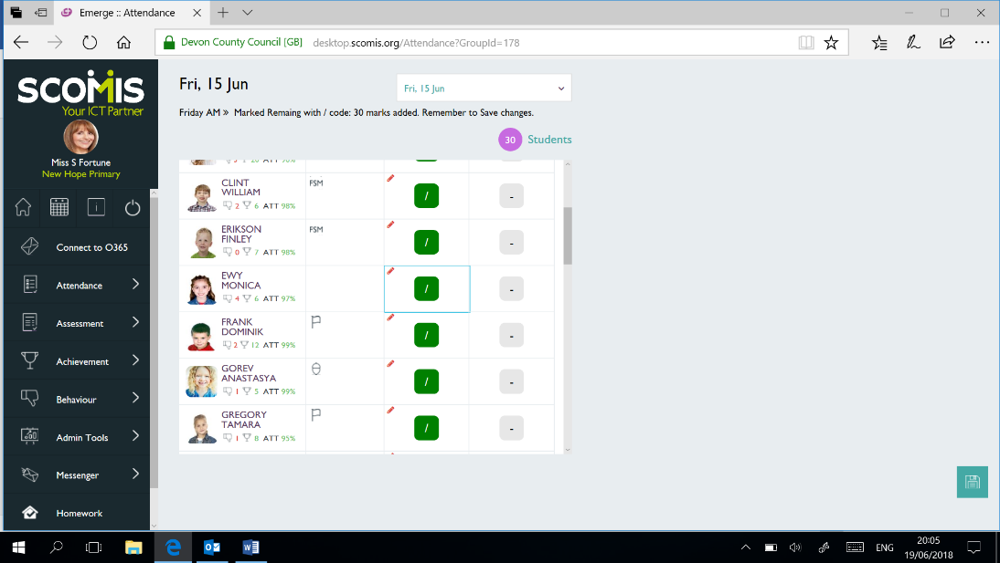 Emerge :: Attendance
Devon County Council [GB]
desktop.scomis.org/Attendance?GroupId=178
SCOMIS
Your ICT Partner
Miss S Fortune
New Hope Primary
Connect to O365
Attendance
Assessment
Achievement
Behaviour
Admin Tools
Messenger
Homework
Fri, 15 Jun
Fri, 15 Jun
Friday AM » Marked Remaing with / code: 30 marks added. Remember to Save changes.
30 Students
CLINT
WILLIAM
2 6 ATT 98%
FSM
/
-
ERIKSON
FINLEY
0 7 ATT 98%
FSM
/
-
EWY
MONICA
4 6 ATT 97%
/
-
FRANK
DOMINIK
2 12 ATT 99%
/
-
GOREV
ANASTASYA
1 5 ATT 99%
/
-
GREGORY
TAMARA
1 8 ATT 95%
/
-
ENG
20:05
19/06/2018